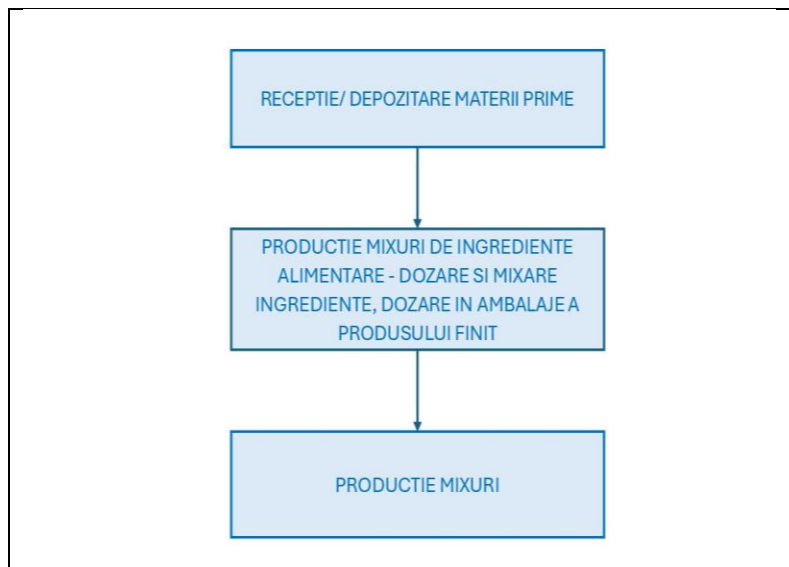 RECEPTIE/ DEPOZITARE MATERII PRIME
PRODUCTIE MIXURI DE INGREDIENTE
ALIMENTARE - DOZARE SI MIXARE
INGREDIENTE, DOZARE IN AMBALAJE A
PRODUSULUI FINIT
PRODUCTIE MIXURI